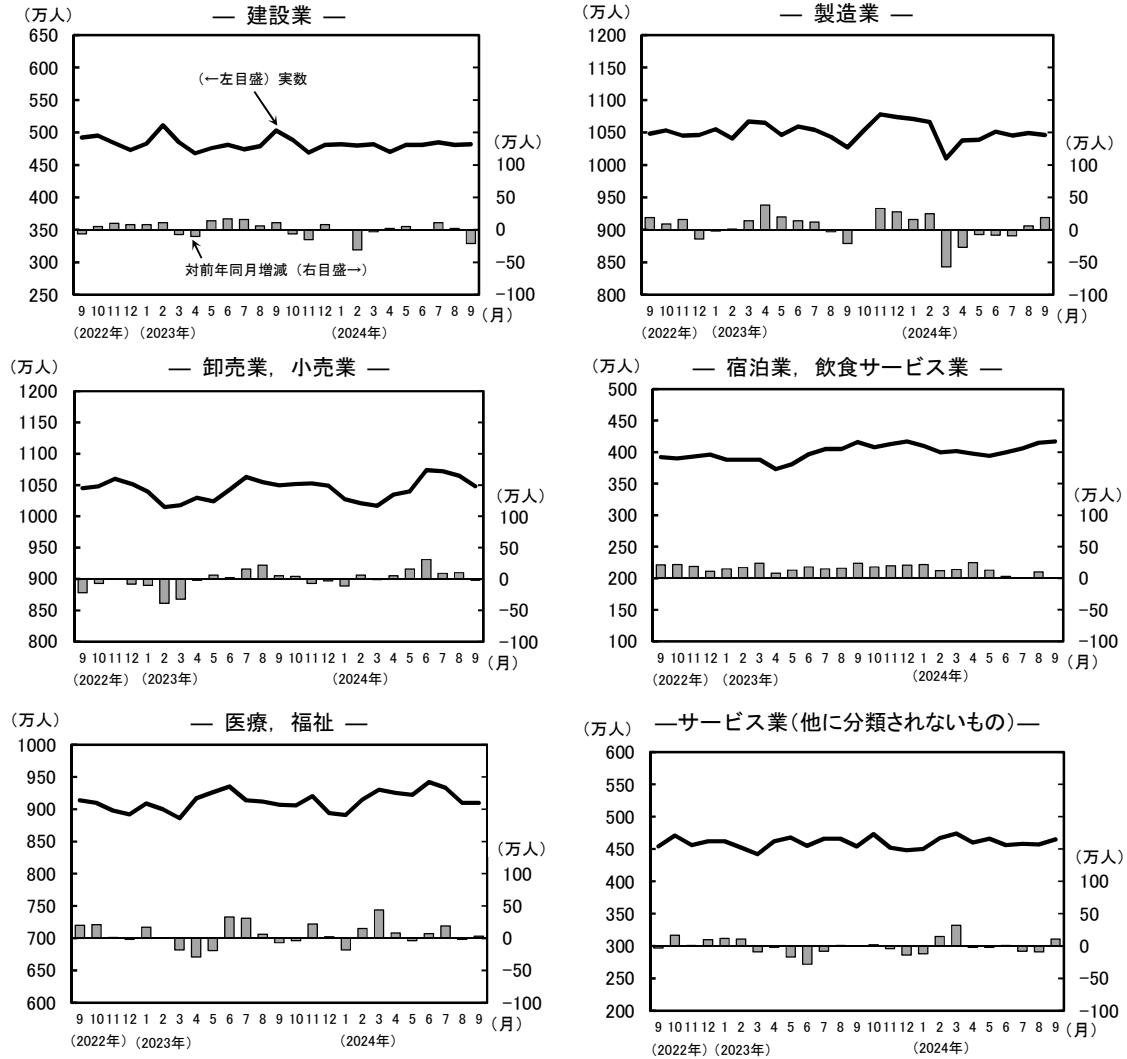 (万人)
― 建設業 ―
650
600
550
500
450
400
350
300
250
(←左目盛) 実数
対前年同月増減 (右目盛→)
(万人)
100
50
0
−50
−100
9 10 11 12 1 2 3 4 5 6 7 8 9 10 11 12 1 2 3 4 5 6 7 8 9 (月)
(2022年) (2023年) (2024年)
(万人)
― 製造業 ―
1200
1150
1100
1050
1000
950
900
850
800
(万人)
100
50
0
−50
−100
9 10 11 12 1 2 3 4 5 6 7 8 9 10 11 12 1 2 3 4 5 6 7 8 9 (月)
(2022年) (2023年) (2024年)
(万人)
― 卸売業，小売業 ―
1200
1150
1100
1050
1000
950
900
850
800
(万人)
100
50
0
−50
−100
9 10 11 12 1 2 3 4 5 6 7 8 9 10 11 12 1 2 3 4 5 6 7 8 9 (月)
(2022年) (2023年) (2024年)
(万人)
― 宿泊業，飲食サービス業 ―
500
450
400
350
300
250
200
150
100
(万人)
100
50
0
−50
−100
9 10 11 12 1 2 3 4 5 6 7 8 9 10 11 12 1 2 3 4 5 6 7 8 9 (月)
(2022年) (2023年) (2024年)
(万人)
― 医療，福祉 ―
1000
950
900
850
800
750
700
650
600
(万人)
100
50
0
−50
−100
9 10 11 12 1 2 3 4 5 6 7 8 9 10 11 12 1 2 3 4 5 6 7 8 9 (月)
(2022年) (2023年) (2024年)
(万人)
―サービス業(他に分類されないもの)―
600
550
500
450
400
350
300
250
200
(万人)
100
50
0
−50
−100
9 10 11 12 1 2 3 4 5 6 7 8 9 10 11 12 1 2 3 4 5 6 7 8 9 (月)
(2022年) (2023年) (2024年)